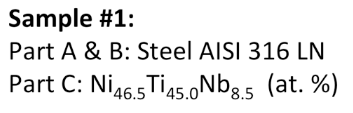 Sample #1:
Part A & B: Steel AISI 316 LN
Part C: Ni46.5Ti45.0Nb8.5 (at. %)